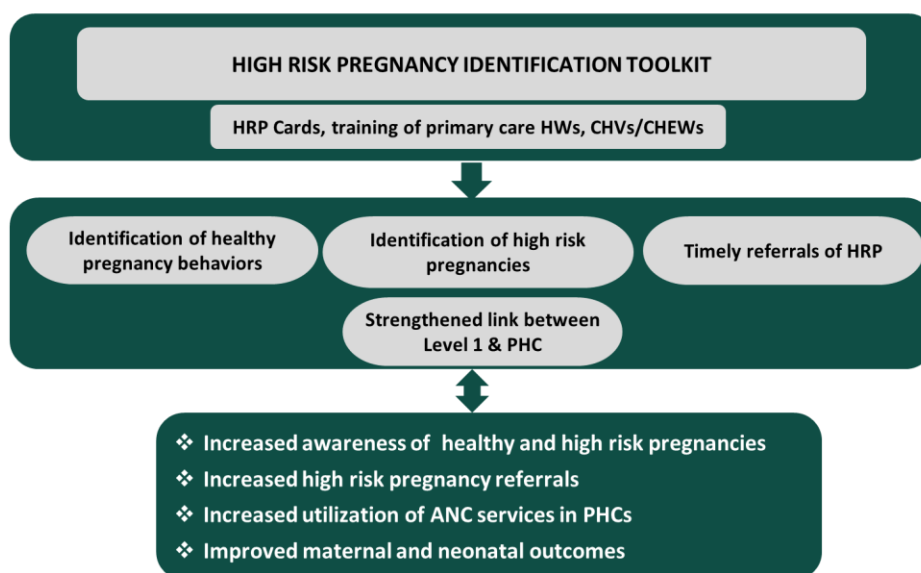 HIGH RISK PREGNANCY IDENTIFICATION TOOLKIT
HRP Cards, training of primary care HWs, CHVs/CHEWs
Identification of healthy
pregnancy behaviors
Identification of high risk
pregnancies
Timely referrals of HRP
Strengthened link between
Level 1 & PHC
❖ Increased awareness of healthy and high risk pregnancies
❖ Increased high risk pregnancy referrals
❖ Increased utilization of ANC services in PHCs
❖ Improved maternal and neonatal outcomes